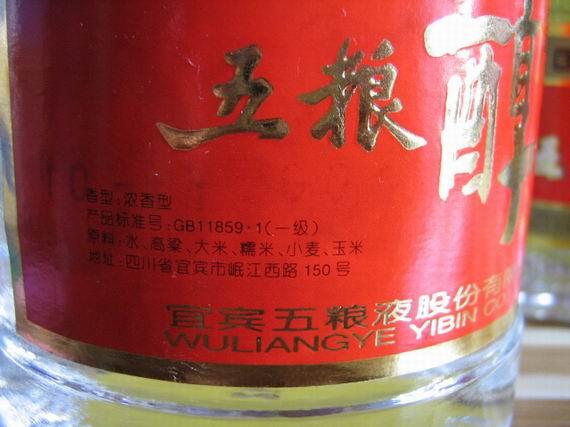 五粮醇
香型:浓香型
产品标准号:GB11859·1(一级)
原料:水、高粱、大米、糯米、小麦、玉米
地址:四川省宜宾市岷江西路150号
宜宾五粮液股份有
WULIANGYE YIBIN CO